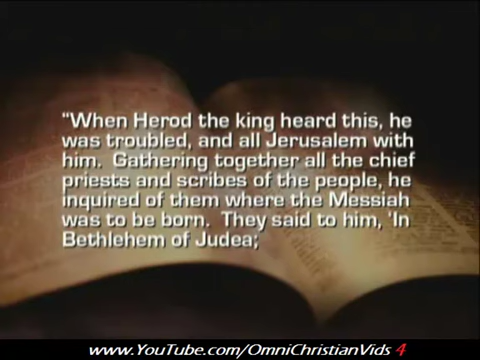 “When Herod the king heard this, he
was troubled, and all Jerusalem with
him.  Gathering together all the chief
priests and scribes of the people, he
inquired of them where the Messiah
was to be born.  They said to him, ‘In
Bethlehem of Judea;
www.YouTube.com/OmniChristianVids 4